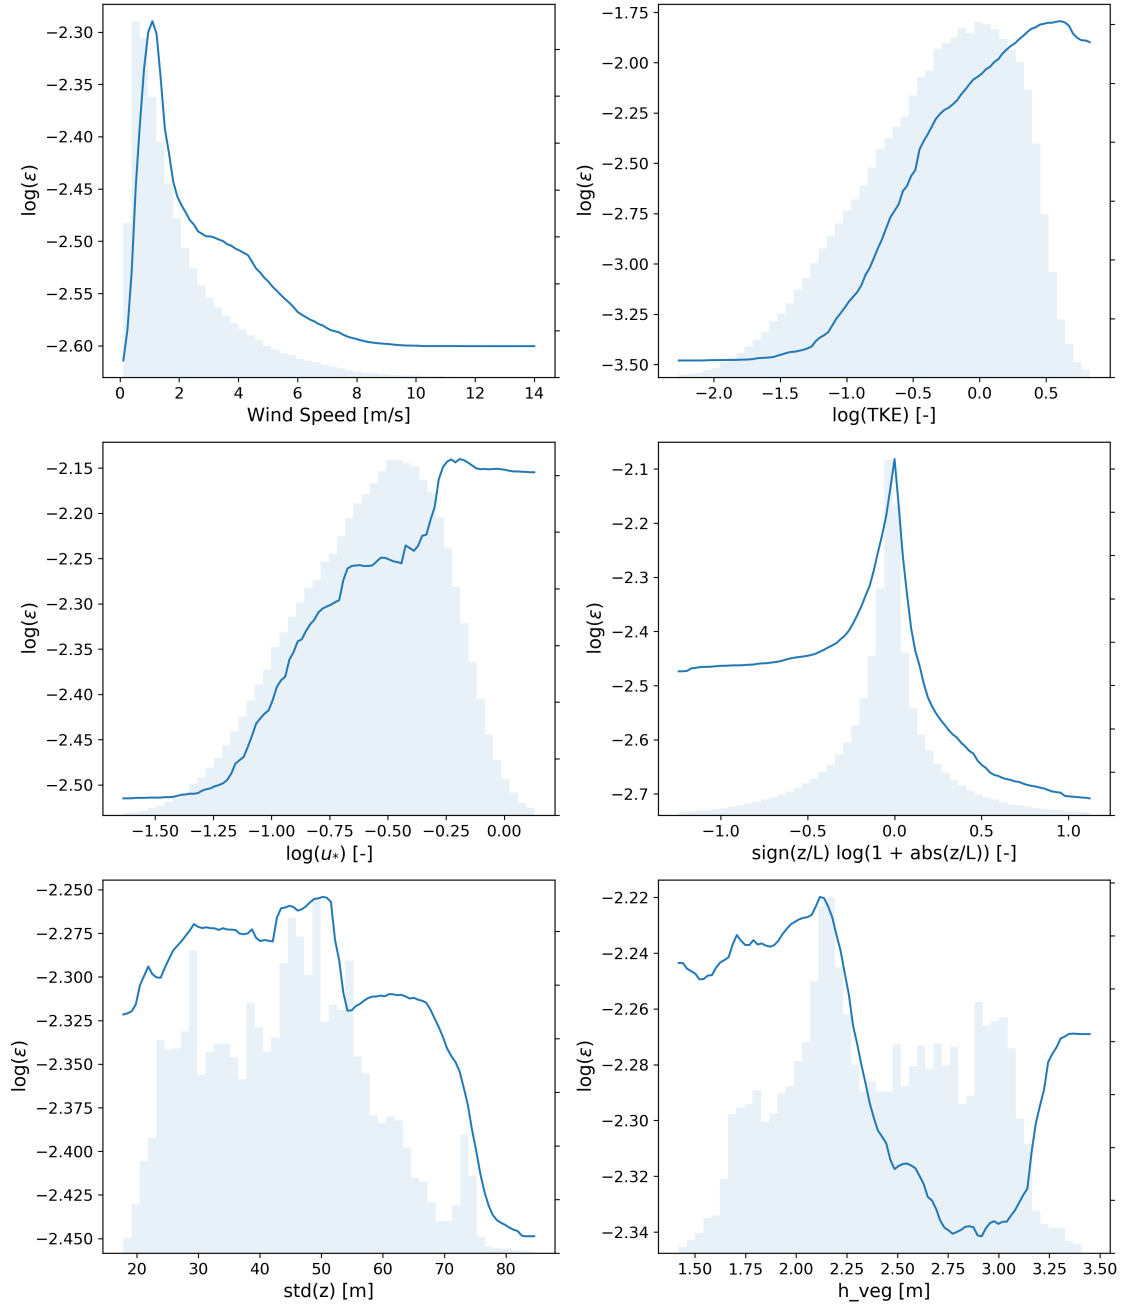 −2.30
−2.35
−2.40
−2.45
−2.50
−2.55
−2.60
log(ε)
0 2 4 6 8 10 12 14
Wind Speed [m/s]
−1.75
−2.00
−2.25
−2.50
−2.75
−3.00
−3.25
−3.50
log(ε)
−2.0 −1.5 −1.0 −0.5 0.0 0.5
log(TKE) [-]
−2.15
−2.20
−2.25
−2.30
−2.35
−2.40
−2.45
−2.50
log(ε)
−1.50 −1.25 −1.00 −0.75 −0.50 −0.25 0.00
log(u*) [-]
−2.1
−2.2
−2.3
−2.4
−2.5
−2.6
−2.7
log(ε)
−1.0 −0.5 0.0 0.5 1.0
sign(z/L) log(1 + abs(z/L)) [-]
−2.250
−2.275
−2.300
−2.325
−2.350
−2.375
−2.400
−2.425
−2.450
log(ε)
20 30 40 50 60 70 80
std(z) [m]
−2.22
−2.24
−2.26
−2.28
−2.30
−2.32
−2.34
log(ε)
1.50 1.75 2.00 2.25 2.50 2.75 3.00 3.25 3.50
h_veg [m]